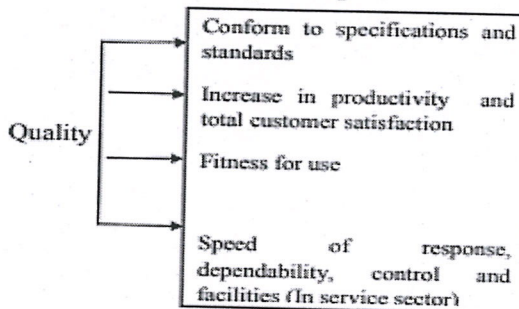 Conform to specifications and
standards
Increase in productivity and
total customer satisfaction
Quality
Fitness for use
Speed of response,
dependability, control and
facilities (In service sector)